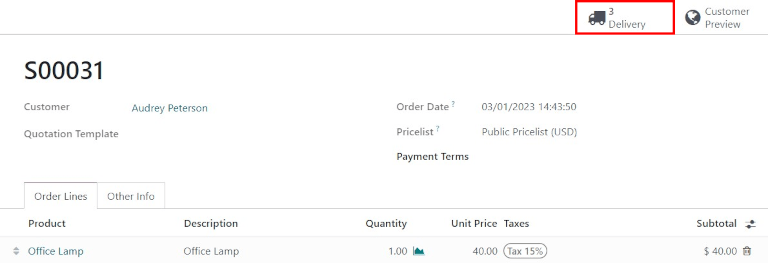 3
Delivery
Customer
Preview
S00031
Customer Audrey Peterson
Order Date ? 03/01/2023 14:43:50
Quotation Template
Pricelist ? Public Pricelist (USD)
Payment Terms
Order Lines Other Info
Product Description Quantity Unit Price Taxes Subtotal
Office Lamp Office Lamp 1.00 40.00 Tax 15% $ 40.00